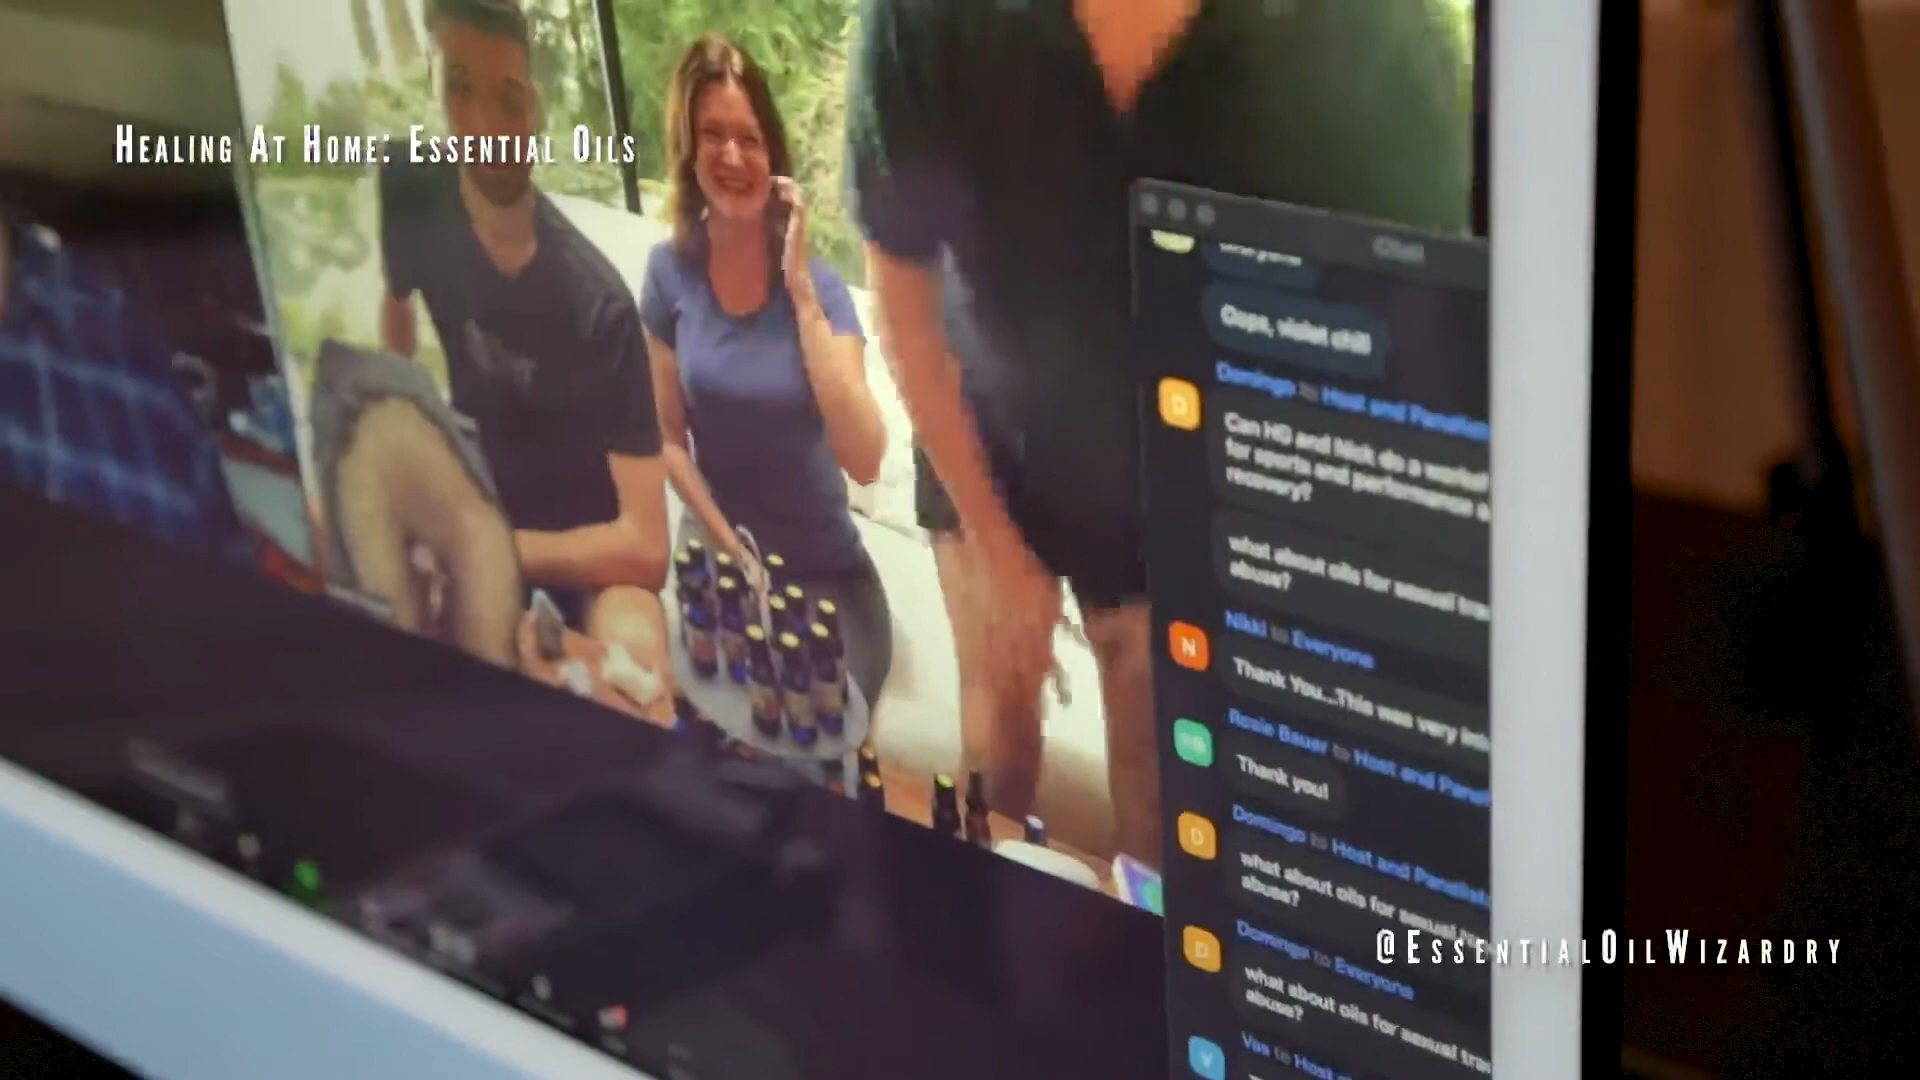 Healing At Home: Essential Oils
Oops, violet chill
Domingo to Host and
Can HD and Nick do a
for sports and performance
recovery?
what about oils for sexual
abuse?
Nikki to Everyone
Thank You...This was very
Rosie Bauer to Host and
Thank you!
Domingo to Host and Panelists
what about oils for sexual
abuse?
@EssentialOilWizardry
Domingo to Everyone
what about oils for sexual
abuse?
to Host